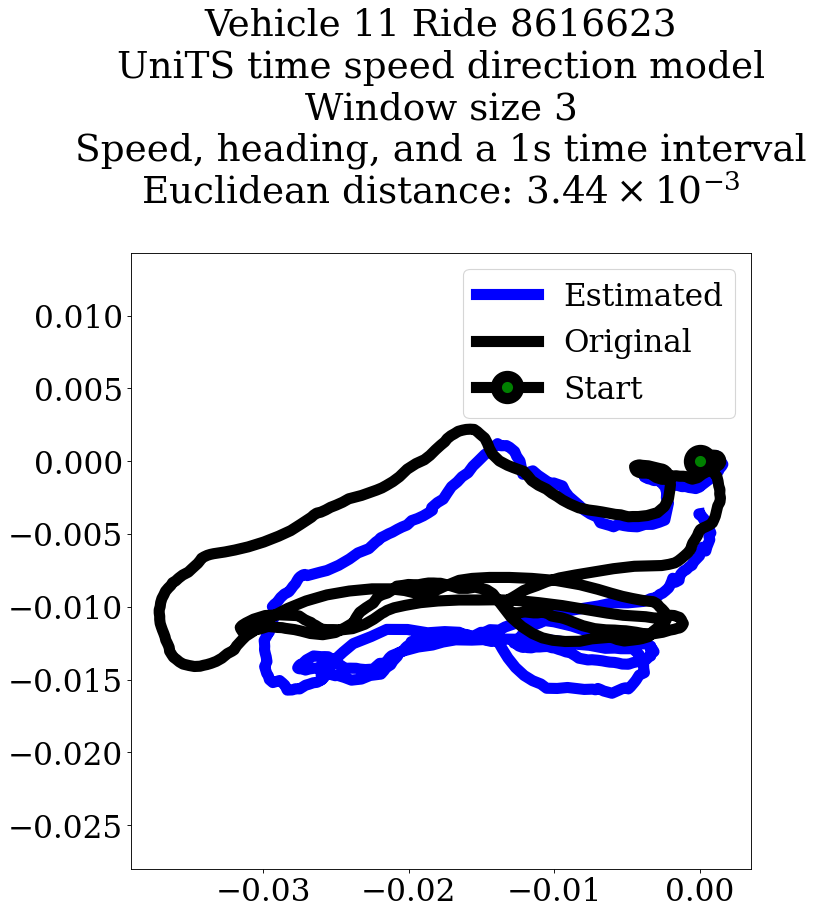 Vehicle 11 Ride 8616623
UniTS time speed direction model
Window size 3
Speed, heading, and a 1s time interval
Euclidean distance: 3.44 × 10⁻³
Estimated
Original
Start
0.010
0.005
0.000
−0.005
−0.010
−0.015
−0.020
−0.025
−0.03 −0.02 −0.01 0.00